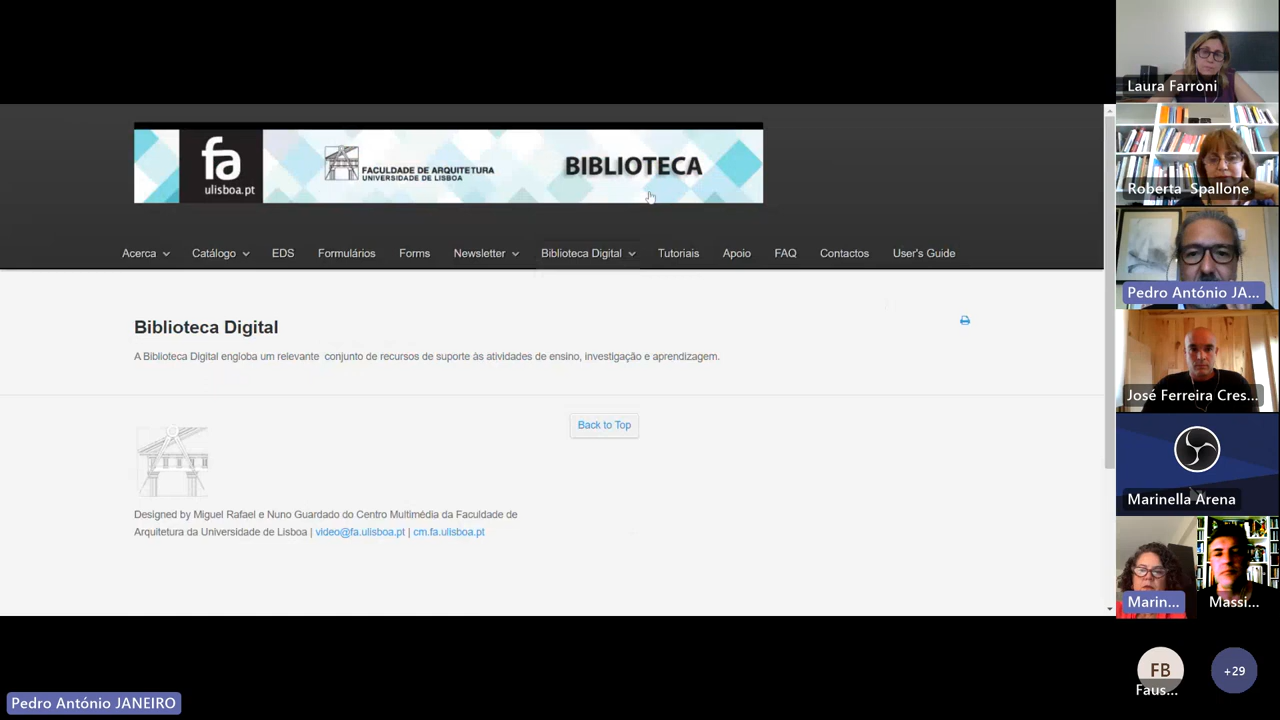 fa
ulisboa.pt
FACULDADE DE ARQUITETURA
UNIVERSIDADE DE LISBOA
BIBLIOTECA
Acerca Catálogo EDS Formulários Forms Newsletter Biblioteca Digital Tutoriais Apoio FAQ Contactos User's Guide
Biblioteca Digital
A Biblioteca Digital engloba um relevante conjunto de recursos de suporte às atividades de ensino, investigação e aprendizagem.
Back to Top
Designed by Miguel Rafael e Nuno Guardado do Centro Multimédia da Faculdade de
Arquitetura da Universidade de Lisboa | video@fa.ulisboa.pt | cm.fa.ulisboa.pt
Laura Farroni
Roberta Spallone
Pedro António JA...
José Ferreira Cres...
Marinella Arena
Marin...
Massi...
FB
Faus...
+29
Pedro António JANEIRO